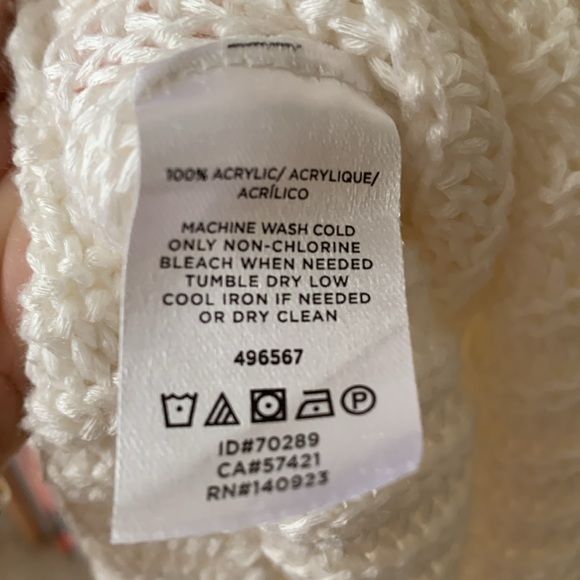 100% ACRYLIC/ ACRYLIQUE/
ACRÍLICO
MACHINE WASH COLD
ONLY NON-CHLORINE
BLEACH WHEN NEEDED
TUMBLE DRY LOW
COOL IRON IF NEEDED
OR DRY CLEAN
496567
P
ID#70289
CA#57421
RN#140923